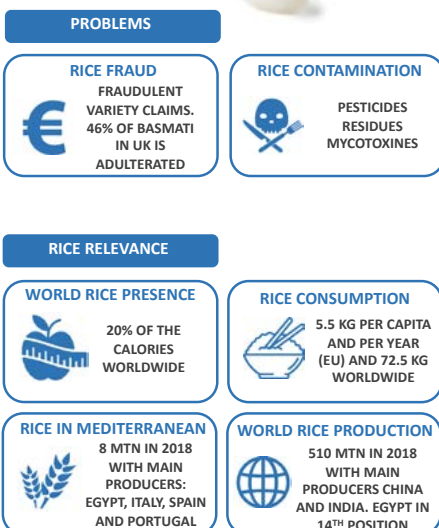 PROBLEMS
RICE FRAUD
FRAUDULENT
VARIETY CLAIMS.
46% OF BASMATI
IN UK IS
ADULTERATED
RICE CONTAMINATION
PESTICIDES
RESIDUES
MYCOTOXINES
RICE RELEVANCE
WORLD RICE PRESENCE
20% OF THE
CALORIES
WORLDWIDE
RICE CONSUMPTION
5.5 KG PER CAPITA
AND PER YEAR
(EU) AND 72.5 KG
WORLDWIDE
RICE IN MEDITERRANEAN
8 MTN IN 2018
WITH MAIN
PRODUCERS:
EGYPT, ITALY, SPAIN
AND PORTUGAL
WORLD RICE PRODUCTION
510 MTN IN 2018
WITH MAIN
PRODUCERS CHINA
AND INDIA. EGYPT IN
14TH POSITION